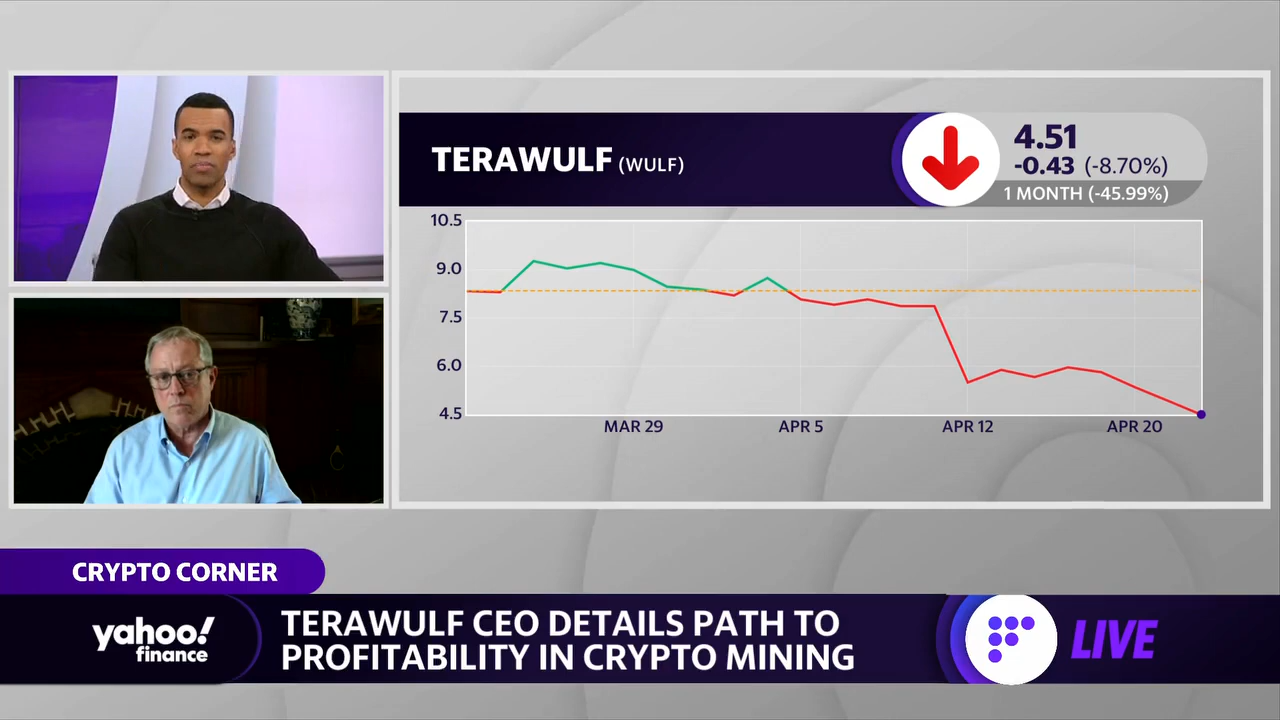 TERAWULF (WULF)
4.51
-0.43 (-8.70%)
1 MONTH (-45.99%)
10.5
9.0
7.5
6.0
4.5
MAR 29 APR 5 APR 12 APR 20
CRYPTO CORNER
yahoo!
finance
TERAWULF CEO DETAILS PATH TO
PROFITABILITY IN CRYPTO MINING
LIVE